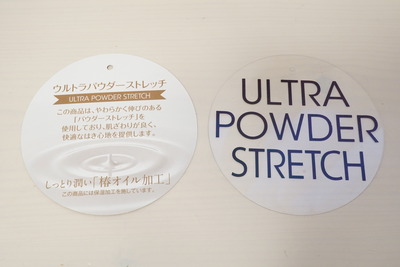 ウルトラパウダーストレッチ
ULTRA POWDER STRETCH
この商品は、やわらかく伸びのある
「パウダーストレッチ」を
使用しており、肌ざわりが良く、
快適なはき心地を提供します。
しっとり潤い「椿オイル加工」
この商品には保湿加工を施しています。
ULTRA
POWDER
STRETCH